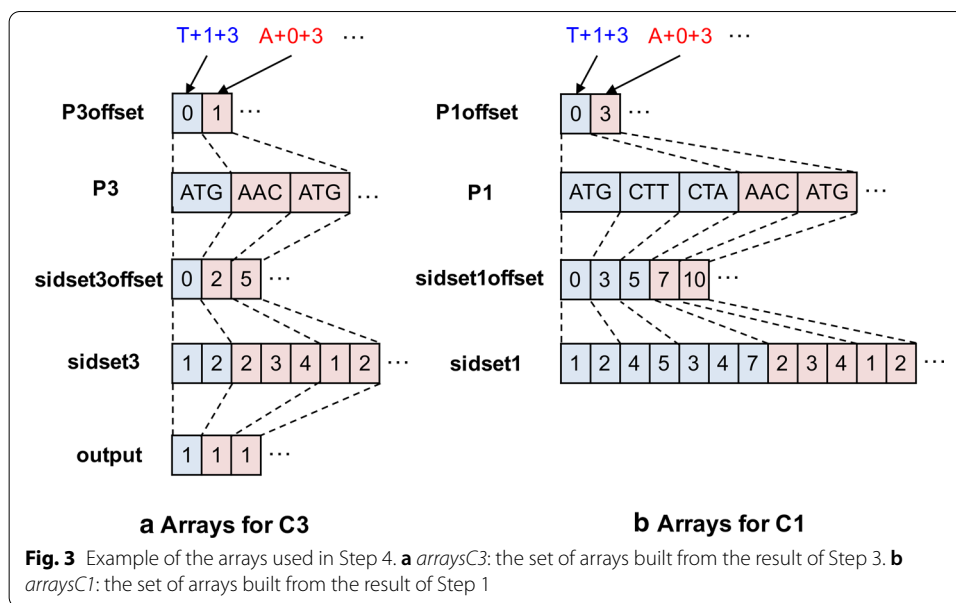 T+1+3 A+0+3 ...
P3offset 0 1 ...
P3 ATG AAC ATG ...
sidset3offset 0 2 5 ...
sidset3 1 2 2 3 4 1 2 ...
output 1 1 1 ...
a Arrays for C3
T+1+3 A+0+3 ...
P1offset 0 3 ...
P1 ATG CTT CTA AAC ATG ...
sidset1offset 0 3 5 7 10 ...
sidset1 1 2 4 5 3 4 7 2 3 4 1 2 ...
b Arrays for C1
Fig. 3 Example of the arrays used in Step 4. a arraysC3: the set of arrays built from the result of Step 3. b
arraysC1: the set of arrays built from the result of Step 1